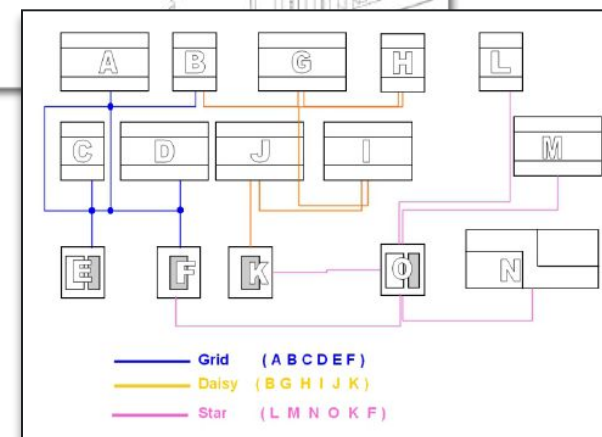 A B G H L
C D J I M
E F K O N
Grid (A B C D E F)
Daisy (B G H I J K)
Star (L M N O K F)